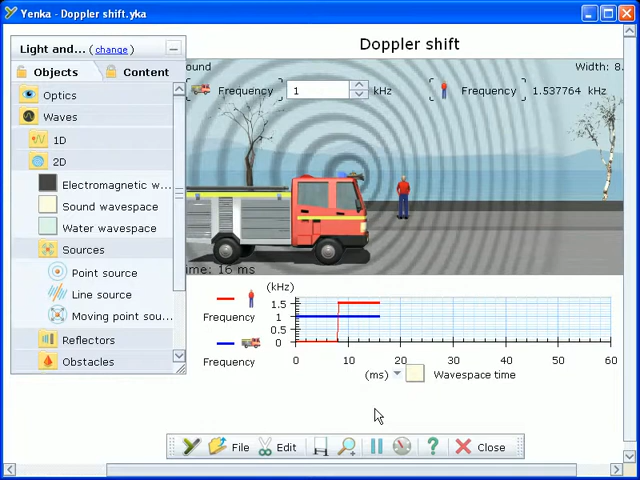 Yenka - Doppler shift.yka
Light and... (change)
Doppler shift
Objects
Content
ound
Width: 8.
Frequency
1
kHz
Frequency
1.537764 kHz
Optics
Waves
1D
2D
Electromagnetic w...
Sound wavespace
Water wavespace
Sources
Point source
Line source
Moving point sou...
Reflectors
Obstacles
ime: 16 ms
(kHz)
1.5
1
0.5
0
Frequency
Frequency
0 10 20 30 40 50 60
(ms)
Wavespace time
File
Edit
Close